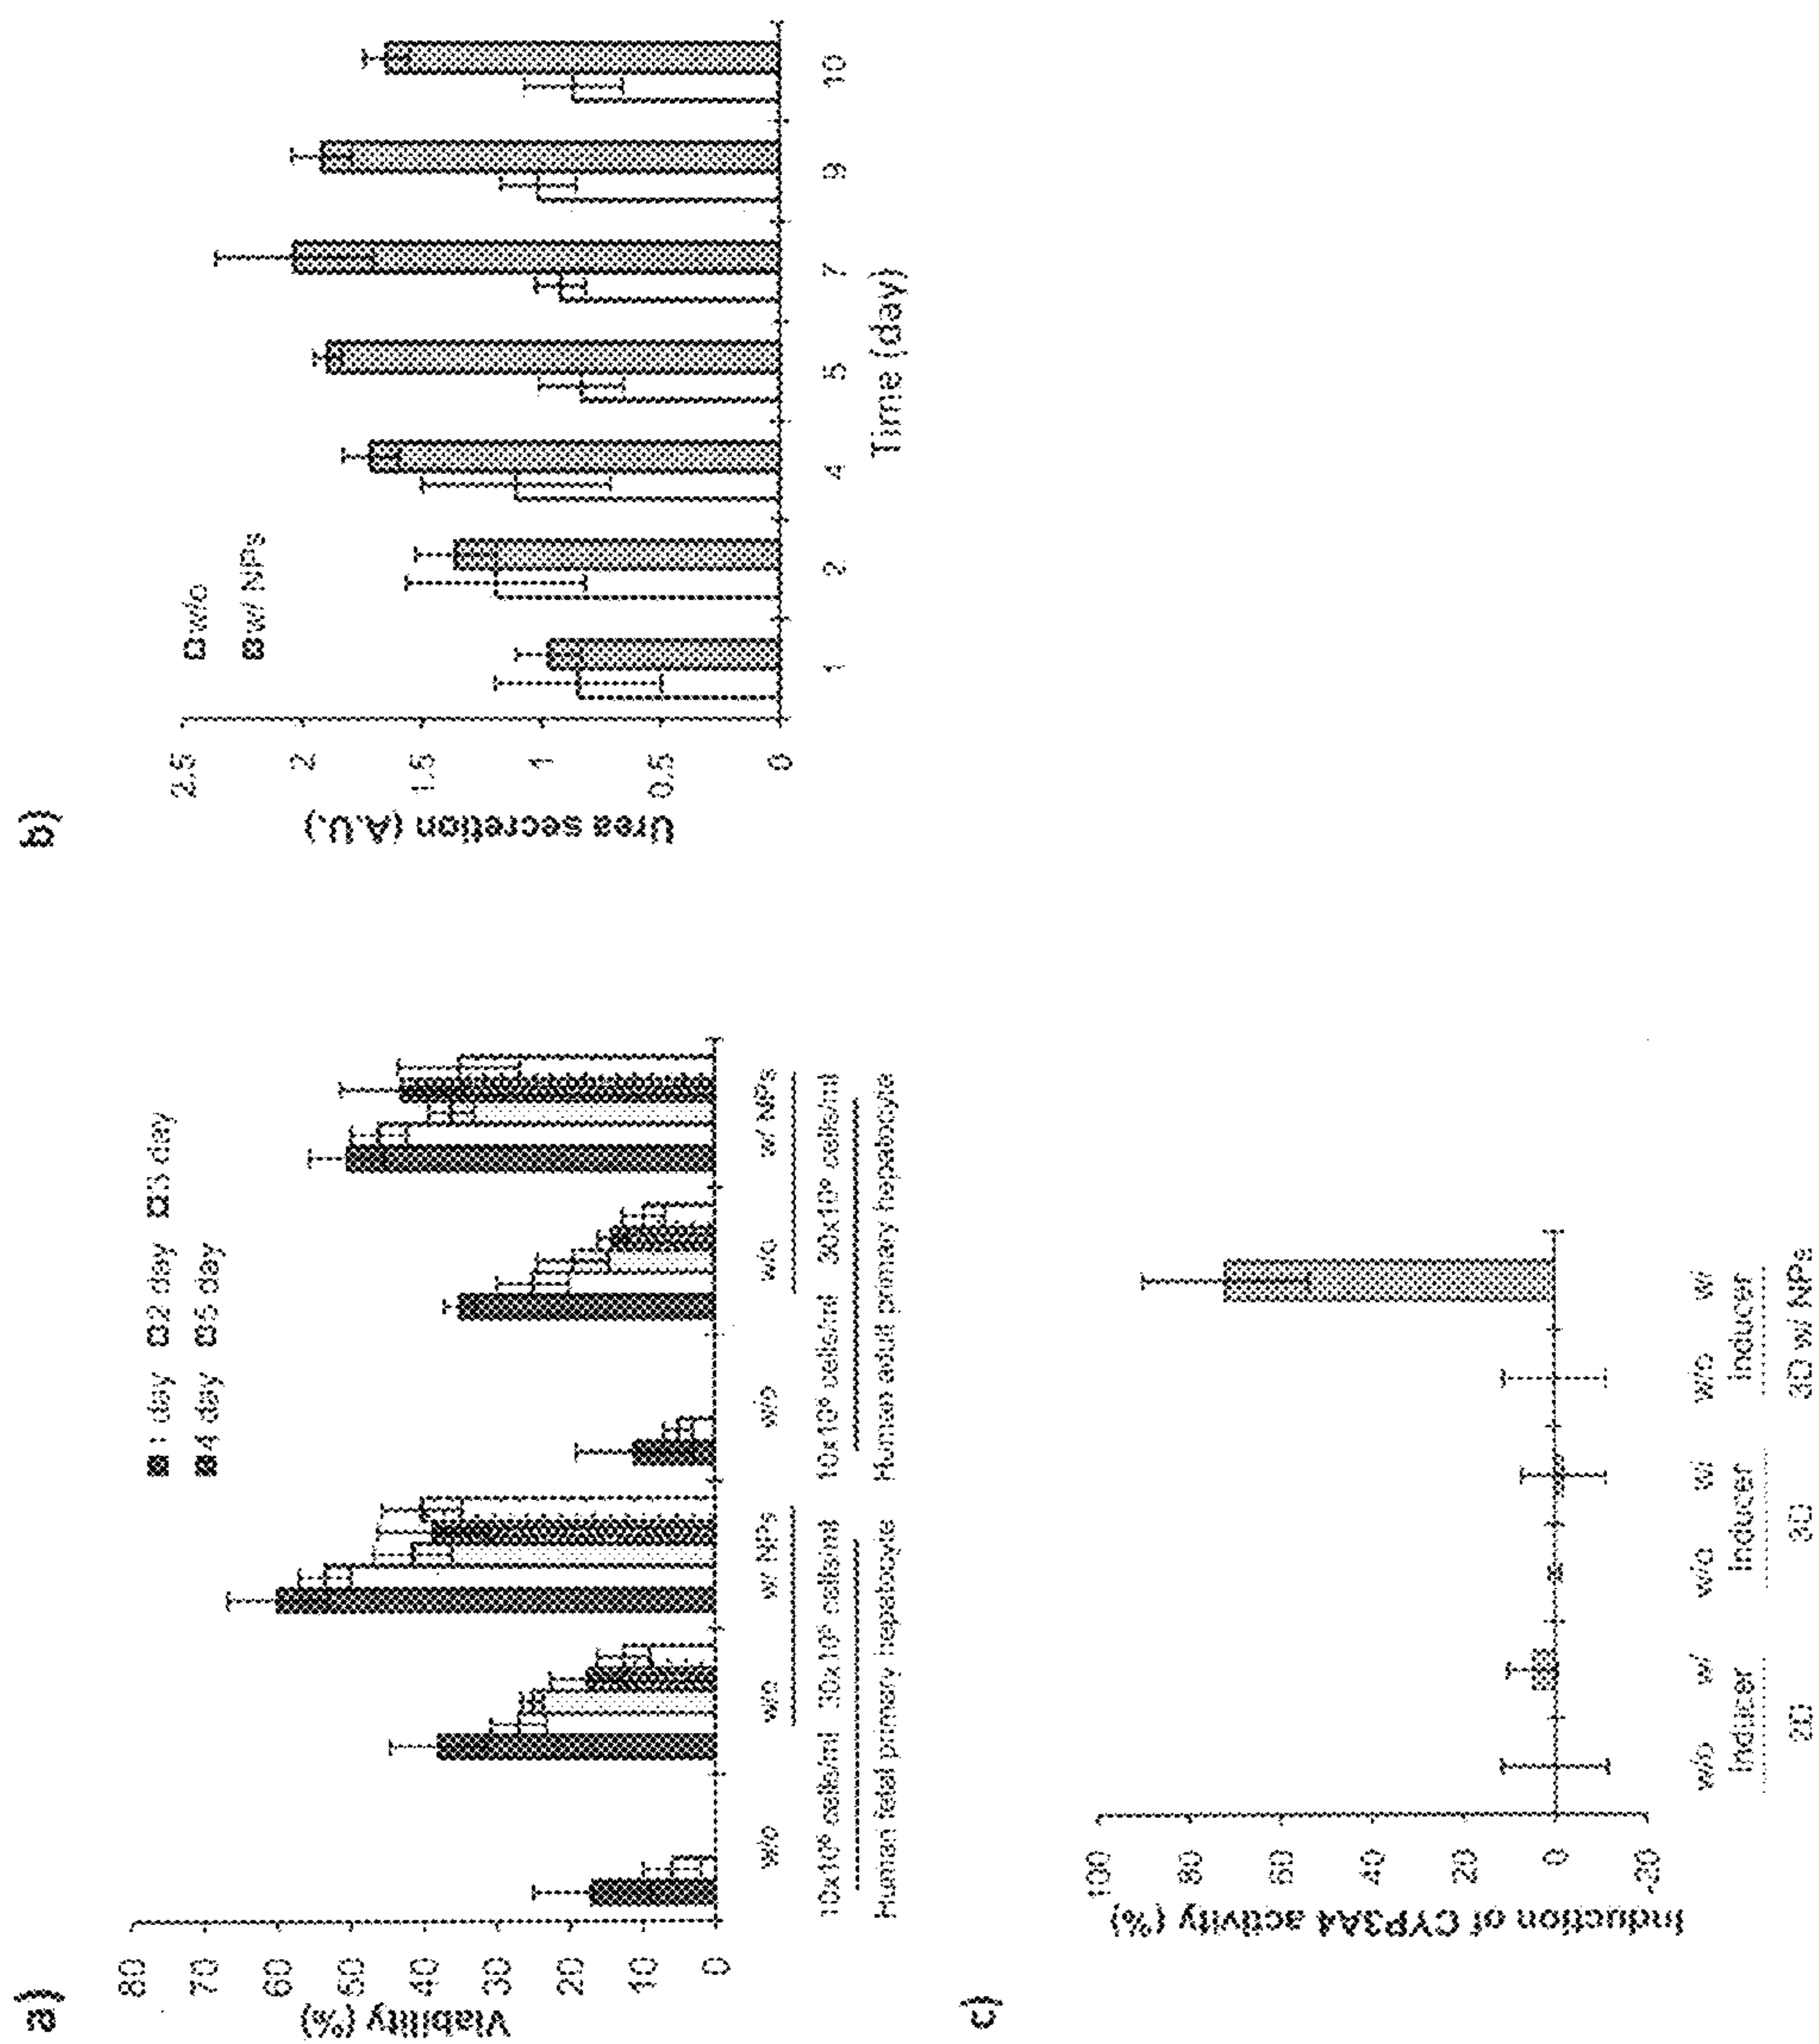 a)
■ 1 day □ 2 day □ 3 day
■ 4 day □ 5 day
80
70
60
50
40
30
20
10
0
Viability (%)
w/o w/o w/ NPs w/o w/o w/ NPs
10x10⁶ cells/ml 30x10⁶ cells/ml 10x10⁶ cells/ml 30x10⁶ cells/ml
Human fetal primary hepatocyte Human adult primary hepatocyte
b)
□ w/o
■ w/ NPs
2.5
2
1.5
1
0.5
0
Urea secretion (A.U.)
1 2 4 5 7 9 10
Time (day)
c)
100
80
60
40
20
0
-20
Induction of CYP3A4 activity (%)
w/o w/ w/o w/ w/o w/
Inducer Inducer Inducer
2D 3D 3D w/ NPs